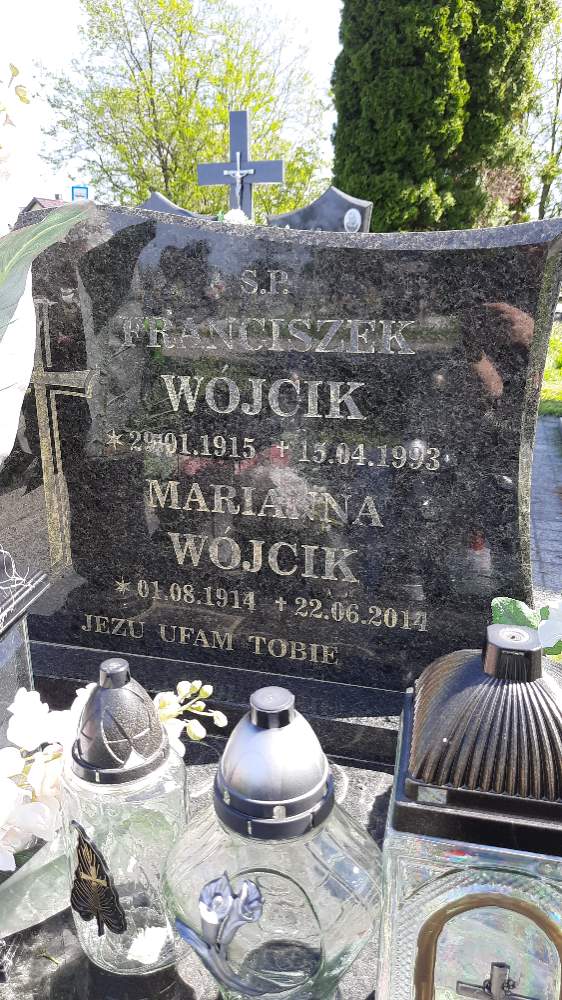 S.P.
FRANCISZEK
WÓJCIK
* 29.01.1915 + 15.04.1993
MARIANNA
WÓJCIK
* 01.08.1914 + 22.06.2014
JEZU UFAM TOBIE